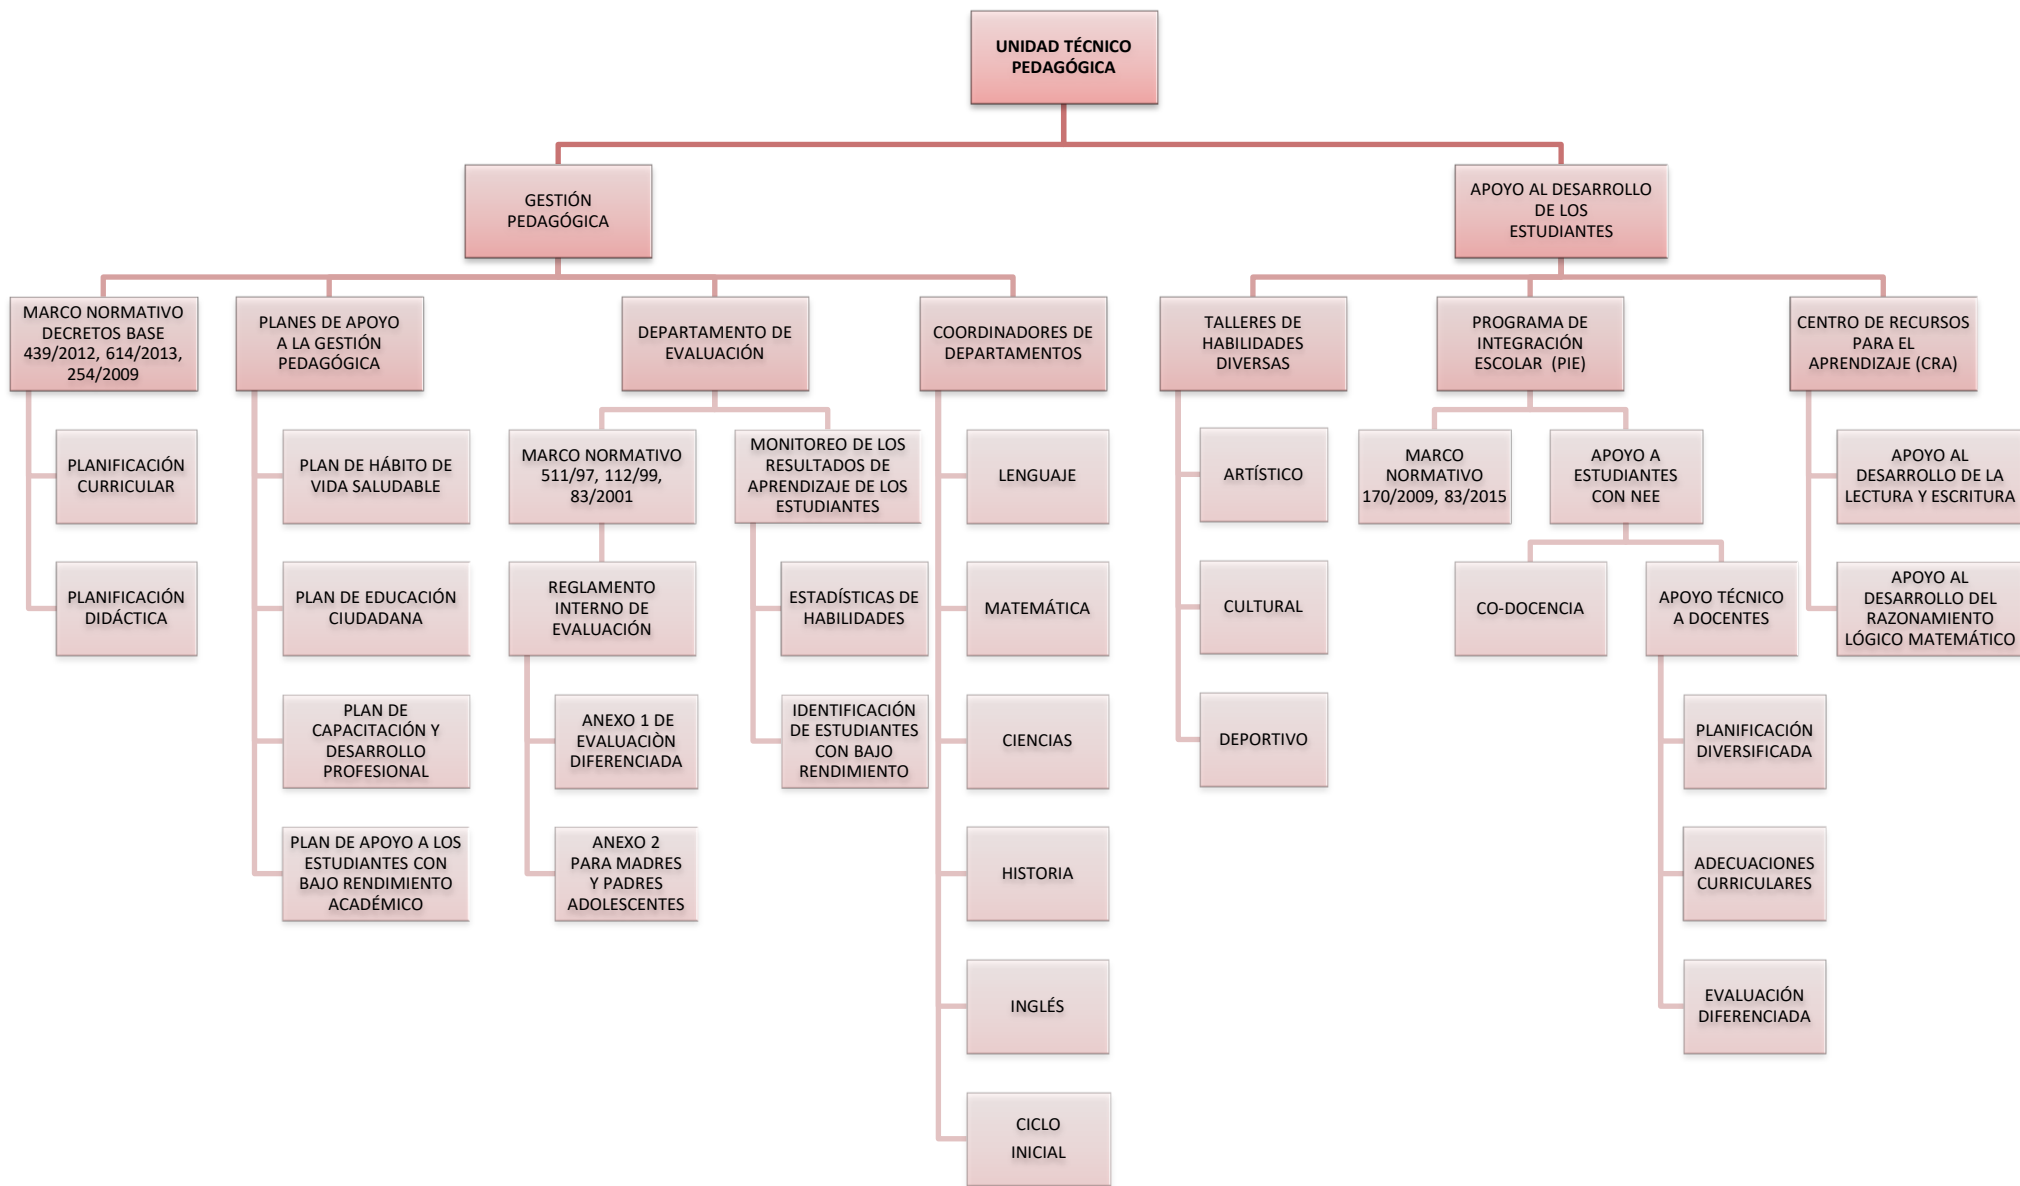 UNIDAD TÉCNICO
PEDAGÓGICA
GESTIÓN
PEDAGÓGICA
APOYO AL DESARROLLO
DE LOS
ESTUDIANTES
MARCO NORMATIVO
DECRETOS BASE
439/2012, 614/2013,
254/2009
PLANES DE APOYO
A LA GESTIÓN
PEDAGÓGICA
DEPARTAMENTO DE
EVALUACIÓN
COORDINADORES DE
DEPARTAMENTOS
TALLERES DE
HABILIDADES
DIVERSAS
PROGRAMA DE
INTEGRACIÓN
ESCOLAR (PIE)
CENTRO DE RECURSOS
PARA EL
APRENDIZAJE (CRA)
PLANIFICACIÓN
CURRICULAR
PLAN DE HÁBITO DE
VIDA SALUDABLE
MARCO NORMATIVO
511/97, 112/99,
83/2001
MONITOREO DE LOS
RESULTADOS DE
APRENDIZAJE DE LOS
ESTUDIANTES
LENGUAJE
ARTÍSTICO
MARCO
NORMATIVO
170/2009, 83/2015
APOYO A
ESTUDIANTES
CON NEE
APOYO AL
DESARROLLO DE LA
LECTURA Y ESCRITURA
PLANIFICACIÓN
DIDÁCTICA
PLAN DE EDUCACIÓN
CIUDADANA
REGLAMENTO
INTERNO DE
EVALUACIÓN
ESTADÍSTICAS DE
HABILIDADES
MATEMÁTICA
CULTURAL
CO-DOCENCIA
APOYO TÉCNICO
A DOCENTES
APOYO AL
DESARROLLO DEL
RAZONAMIENTO
LÓGICO MATEMÁTICO
PLAN DE
CAPACITACIÓN Y
DESARROLLO
PROFESIONAL
ANEXO 1 DE
EVALUACIÒN
DIFERENCIADA
IDENTIFICACIÓN
DE ESTUDIANTES
CON BAJO
RENDIMIENTO
CIENCIAS
DEPORTIVO
PLANIFICACIÓN
DIVERSIFICADA
PLAN DE APOYO A LOS
ESTUDIANTES CON
BAJO RENDIMIENTO
ACADÉMICO
ANEXO 2
PARA MADRES
Y PADRES
ADOLESCENTES
HISTORIA
ADECUACIONES
CURRICULARES
INGLÉS
EVALUACIÓN
DIFERENCIADA
CICLO
INICIAL